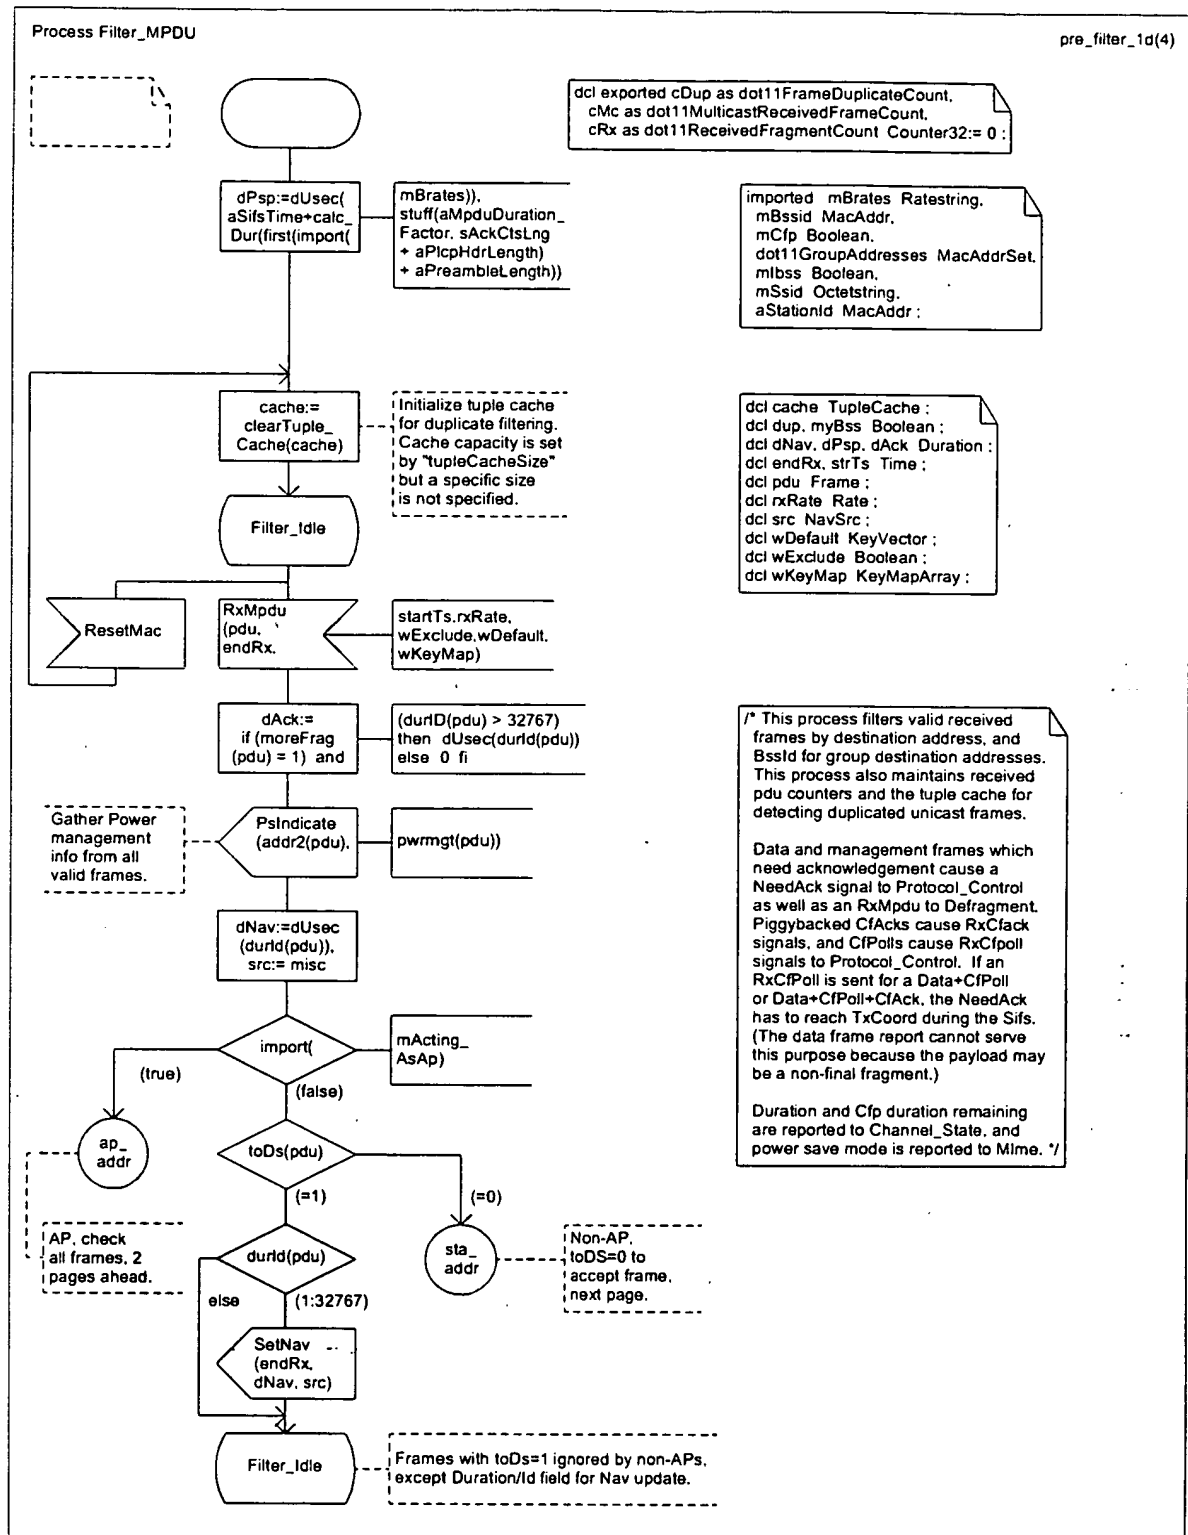 Process Filter_MPDU
pre_filter_1d(4)
dcl exported cDup as dot11FrameDuplicateCount,
cMc as dot11MulticastReceivedFrameCount,
cRx as dot11ReceivedFragmentCount Counter32:= 0 ;
dPsp:=dUsec(
aSifsTime+calc_
Dur(first(import(
mBrates)),
stuff(aMpduDuration_
Factor, sAckCtsLng
+ aPlcpHdrLength)
+ aPreambleLength))
imported mBrates Ratestring,
mBssid MacAddr,
mCfp Boolean,
dot11GroupAddresses MacAddrSet,
mIbss Boolean,
mSsid Octetstring,
aStationId MacAddr ;
cache:=
clearTuple_
Cache(cache)
Initialize tuple cache
for duplicate filtering.
Cache capacity is set
by "tupleCacheSize"
but a specific size
is not specified.
dcl cache TupleCache ;
dcl dup, myBss Boolean ;
dcl dNav, dPsp, dAck Duration ;
dcl endRx, strTs Time ;
dcl pdu Frame ;
dcl rxRate Rate ;
dcl src NavSrc ;
dcl wDefault KeyVector ;
dcl wExclude Boolean ;
dcl wKeyMap KeyMapArray ;
Filter_Idle
ResetMac
RxMpdu
(pdu,
endRx,
startTs,rxRate,
wExclude,wDefault,
wKeyMap)
dAck:=
if (moreFrag
(pdu) = 1) and
(durID(pdu) > 32767)
then dUsec(durId(pdu))
else 0 fi
/* This process filters valid received
frames by destination address, and
BssId for group destination addresses.
This process also maintains received
pdu counters and the tuple cache for
detecting duplicated unicast frames.
Data and management frames which
need acknowledgement cause a
NeedAck signal to Protocol_Control
as well as an RxMpdu to Defragment.
Piggybacked CfAcks cause RxCfack
signals, and CfPolls cause RxCfpoll
signals to Protocol_Control. If an
RxCfPoll is sent for a Data+CfPoll
or Data+CfPoll+CfAck, the NeedAck
has to reach TxCoord during the Sifs.
(The data frame report cannot serve
this purpose because the payload may
be a non-final fragment.)
Duration and Cfp duration remaining
are reported to Channel_State, and
power save mode is reported to Mlme. */
Gather Power
management
info from all
valid frames.
PsIndicate
(addr2(pdu),
pwrmgt(pdu))
dNav:=dUsec
(durId(pdu)),
src:= misc
import(
mActing_
AsAp)
(true)
(false)
ap_
addr
toDs(pdu)
(=1)
(=0)
AP, check
all frames, 2
pages ahead.
durId(pdu)
sta_
addr
Non-AP,
toDS=0 to
accept frame,
next page.
else
(1:32767)
SetNav
(endRx,
dNav, src)
Filter_Idle
Frames with toDs=1 ignored by non-APs,
except Duration/Id field for Nav update.